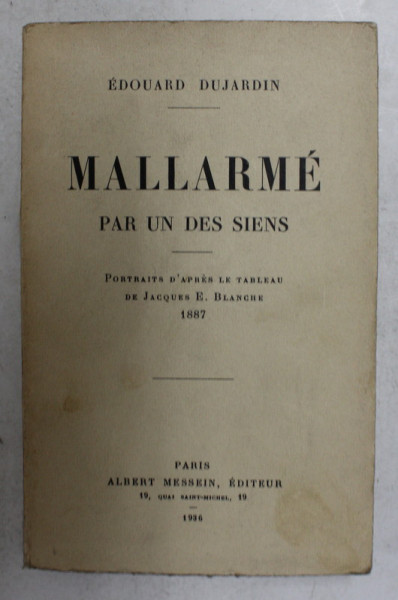 ÉDOUARD DUJARDIN
MALLARMÉ
PAR UN DES SIENS
PORTRAITS D'APRÈS LE TABLEAU
DE JACQUES E. BLANCHE
1887
PARIS
ALBERT MESSEIN, ÉDITEUR
19, QUAI SAINT-MICHEL, 19
1936